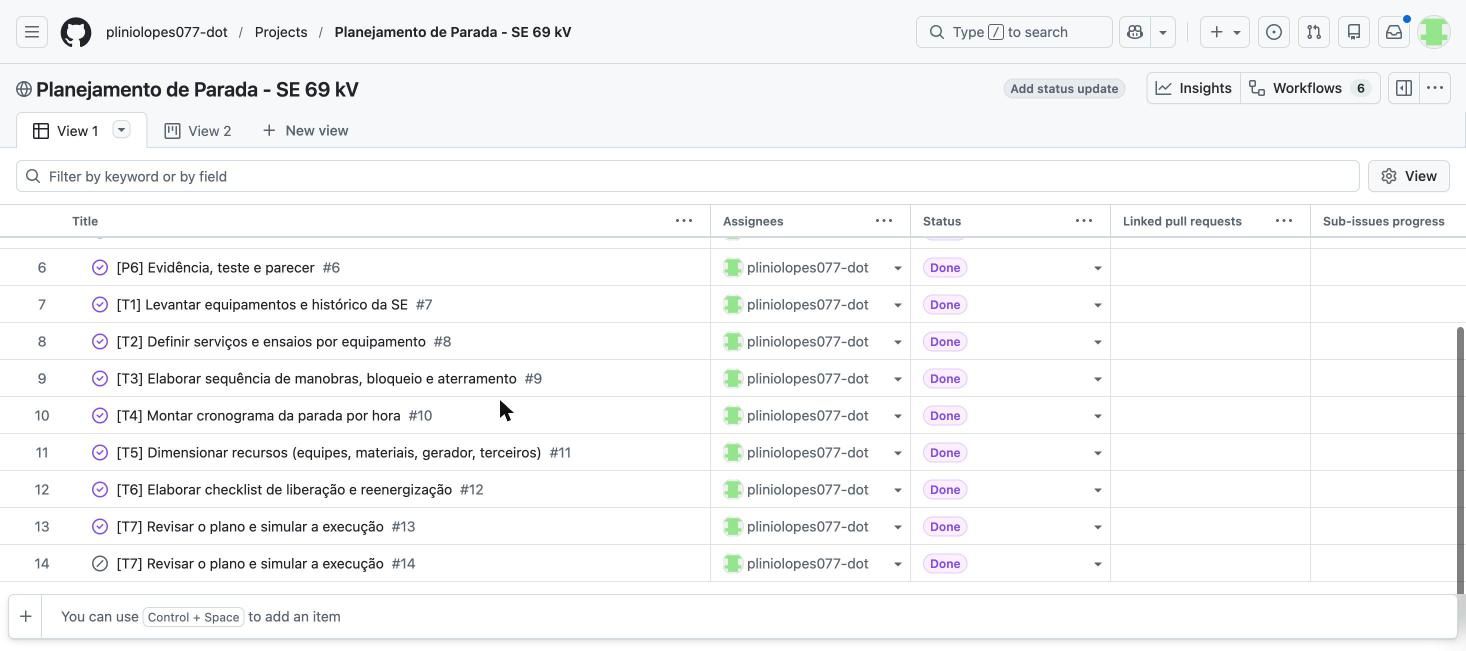 pliniolopes077-dot / Projects / Planejamento de Parada - SE 69 kV
Type / to search
Planejamento de Parada - SE 69 kV
Add status update
Insights
Workflows 6
View 1
View 2
New view
Filter by keyword or by field
View
Title Assignees Status Linked pull requests Sub-issues progress
6 [P6] Evidência, teste e parecer #6 pliniolopes077-dot Done
7 [T1] Levantar equipamentos e histórico da SE #7 pliniolopes077-dot Done
8 [T2] Definir serviços e ensaios por equipamento #8 pliniolopes077-dot Done
9 [T3] Elaborar sequência de manobras, bloqueio e aterramento #9 pliniolopes077-dot Done
10 [T4] Montar cronograma da parada por hora #10 pliniolopes077-dot Done
11 [T5] Dimensionar recursos (equipes, materiais, gerador, terceiros) #11 pliniolopes077-dot Done
12 [T6] Elaborar checklist de liberação e reenergização #12 pliniolopes077-dot Done
13 [T7] Revisar o plano e simular a execução #13 pliniolopes077-dot Done
14 [T7] Revisar o plano e simular a execução #14 pliniolopes077-dot Done
You can use Control + Space to add an item